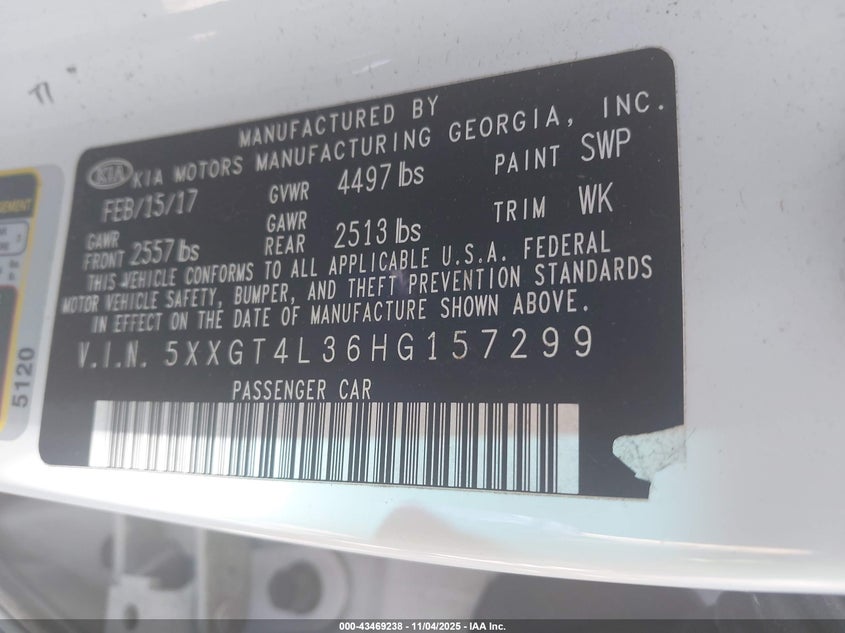 MANUFACTURED BY
KIA KIA MOTORS MANUFACTURING GEORGIA, INC.
FEB/15/17 GVWR 4497 lbs PAINT SWP
GAWR FRONT 2557 lbs GAWR REAR 2513 lbs TRIM WK
THIS VEHICLE CONFORMS TO ALL APPLICABLE U.S.A. FEDERAL
MOTOR VEHICLE SAFETY, BUMPER, AND THEFT PREVENTION STANDARDS
IN EFFECT ON THE DATE OF MANUFACTURE SHOWN ABOVE.
V.I.N. 5XXGT4L36HG157299
PASSENGER CAR
5120
000-43469238 - 11/04/2025 - IAA Inc.